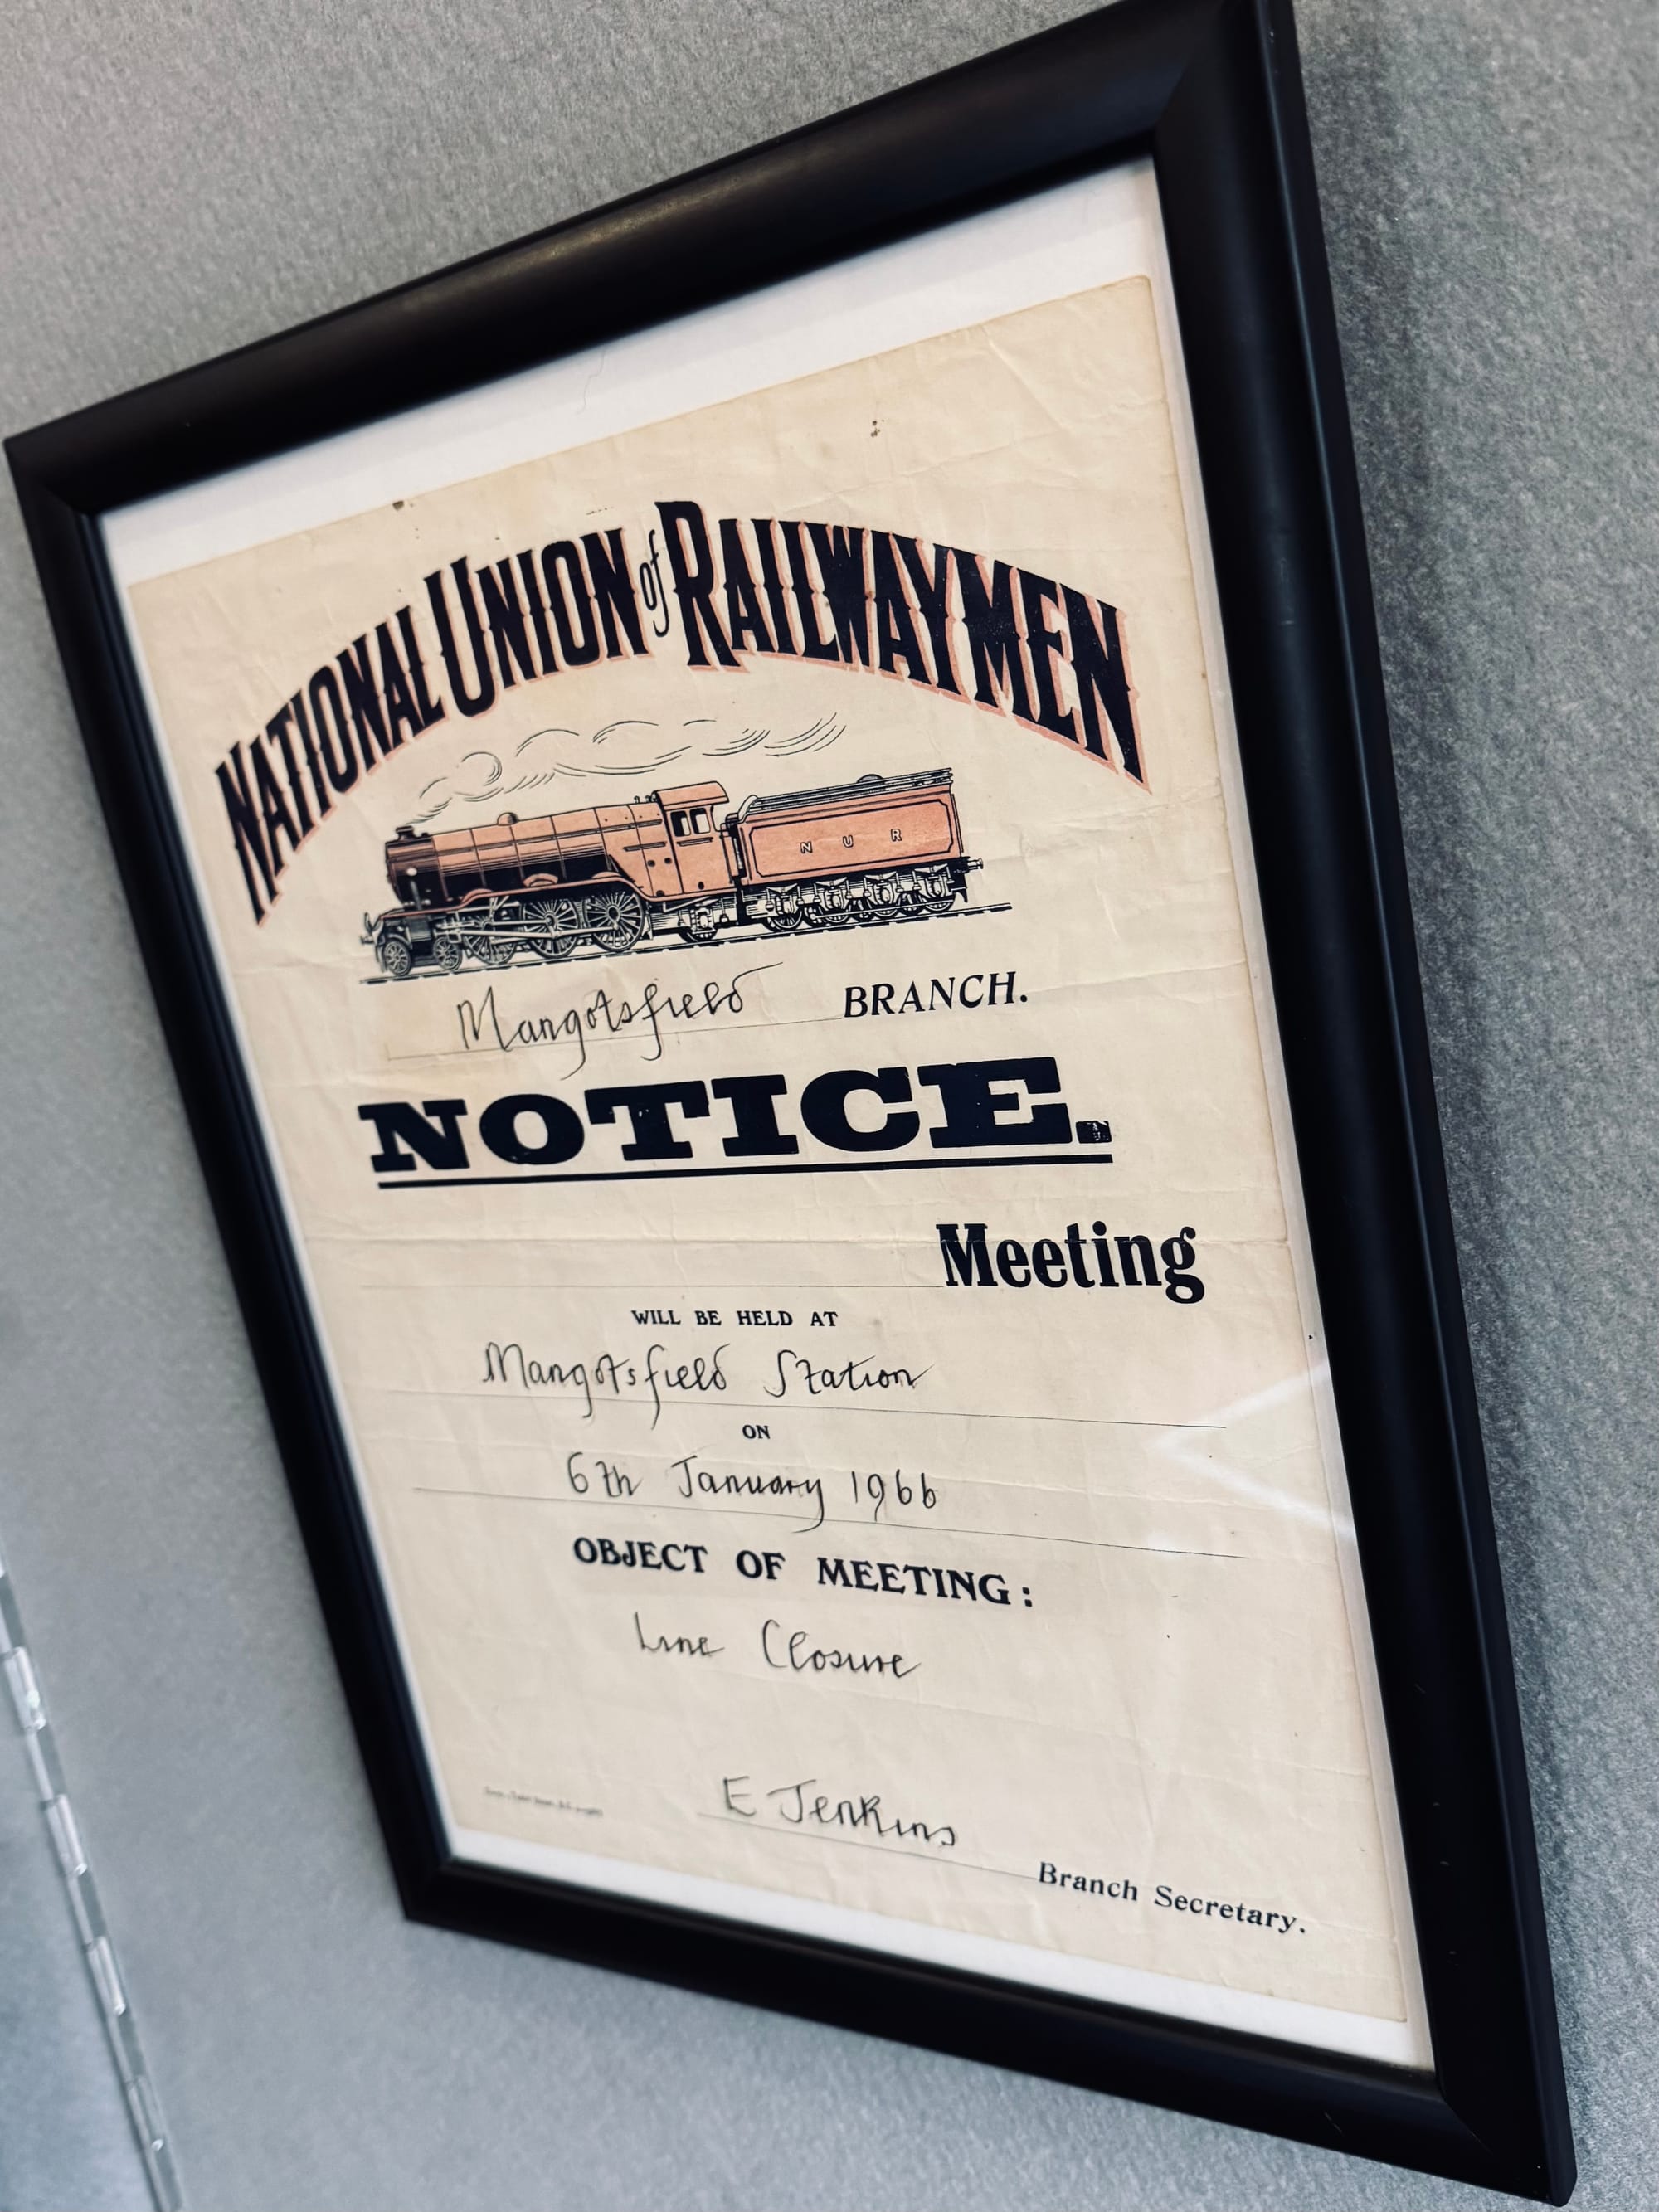 NATIONAL UNION of RAILWAYMEN
N U R
Mangotsfield BRANCH.
NOTICE.
Meeting
WILL BE HELD AT
Mangotsfield Station
ON
6th January 1966
OBJECT OF MEETING:
Line Closure
E Jenkins
Branch Secretary.